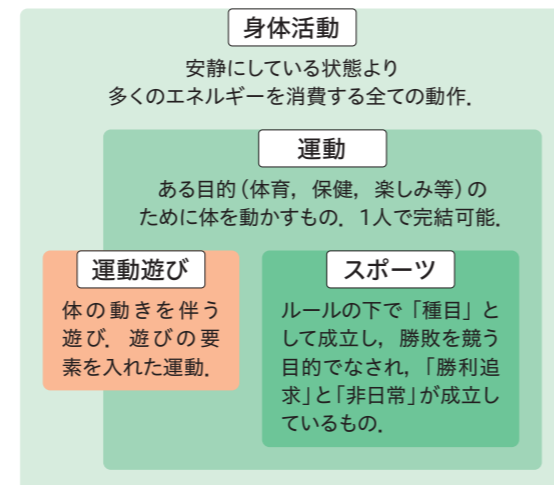 身体活動
安静にしている状態より
多くのエネルギーを消費する全ての動作.
運動
ある目的(体育, 保健, 楽しみ等)の
ために体を動かすもの. 1人で完結可能.
運動遊び
体の動きを伴う
遊び. 遊びの要
素を入れた運動.
スポーツ
ルールの下で「種目」と
して成立し, 勝敗を競う
目的でなされ, 「勝利追
求」と「非日常」が成立し
ているもの.